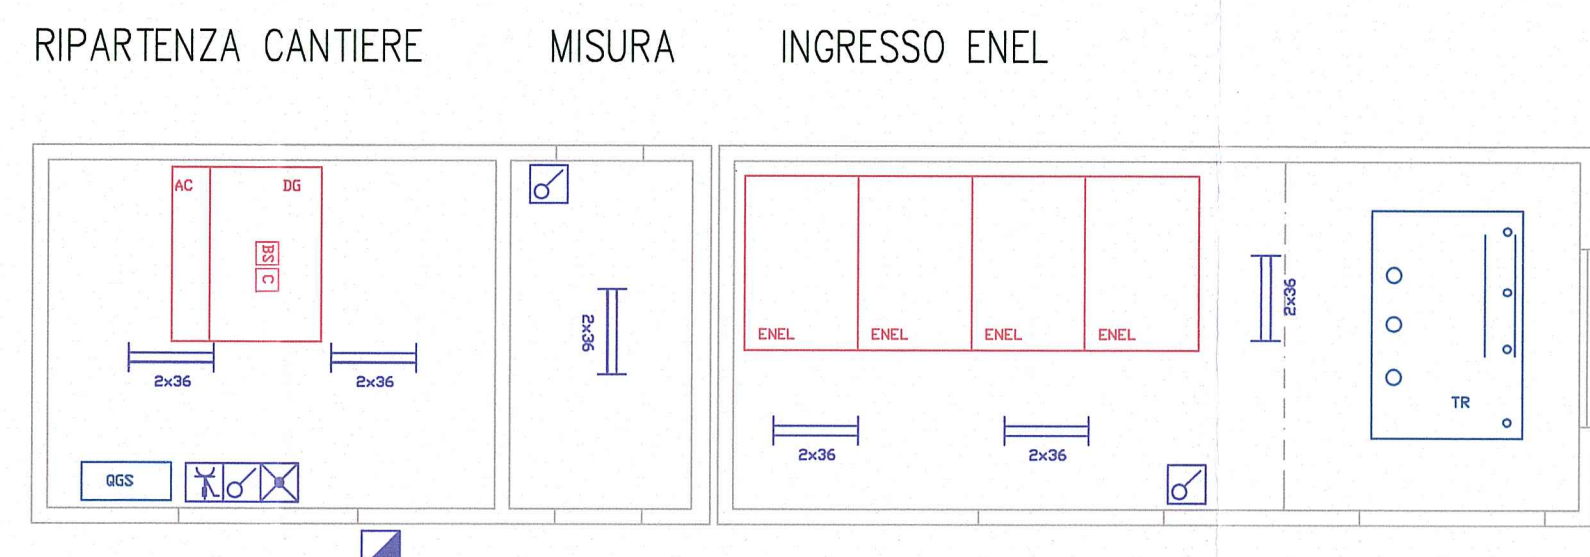 RIPARTENZA CANTIERE
MISURA
INGRESSO ENEL
AC
DG
BS
C
2x36
2x36
QGS
2x36
ENEL
ENEL
ENEL
ENEL
2x36
2x36
2x36
TR